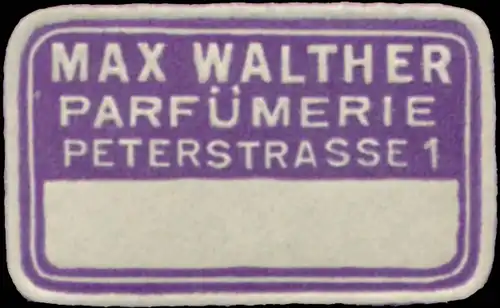 MAX WALTHER
PARFÜMERIE
PETERSTRASSE 1